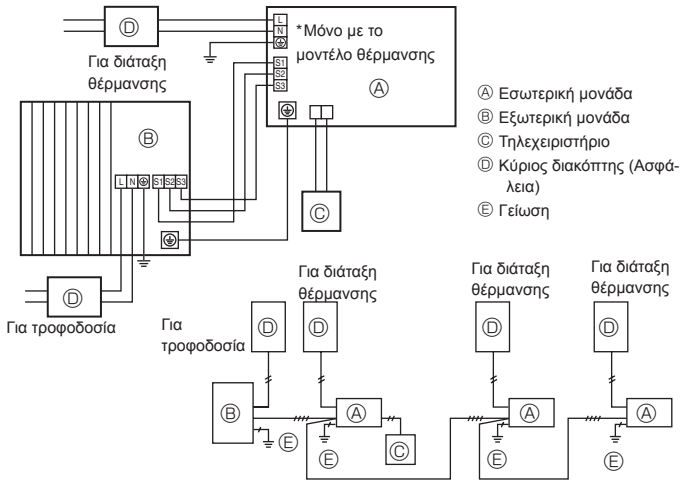 Ⓓ
Για διάταξη
θέρμανσης
L
N
*Μόνο με το
μοντέλο θέρμανσης
S1
S2
S3
Ⓐ
Ⓑ
L N S1 S2 S3
Ⓒ
Ⓓ
Για τροφοδοσία
Ⓐ Εσωτερική μονάδα
Ⓑ Εξωτερική μονάδα
Ⓒ Τηλεχειριστήριο
Ⓓ Κύριος διακόπτης (Ασφά-
λεια)
Ⓔ Γείωση
Για
τροφοδοσία
Ⓓ
Για διάταξη
θέρμανσης
Ⓓ
Για διάταξη
θέρμανσης
Ⓓ
Για διάταξη
θέρμανσης
Ⓓ
Ⓑ
Ⓔ
Ⓐ
Ⓔ
Ⓒ
Ⓐ
Ⓔ
Ⓐ
Ⓔ